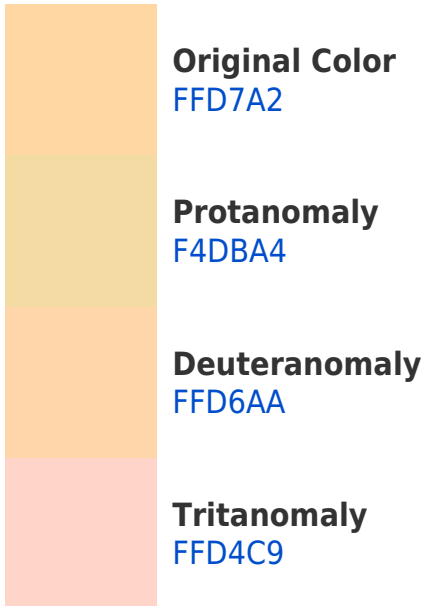 Original Color
FFD7A2
Protanomaly
F4DBA4
Deuteranomaly
FFD6AA
Tritanomaly
FFD4C9